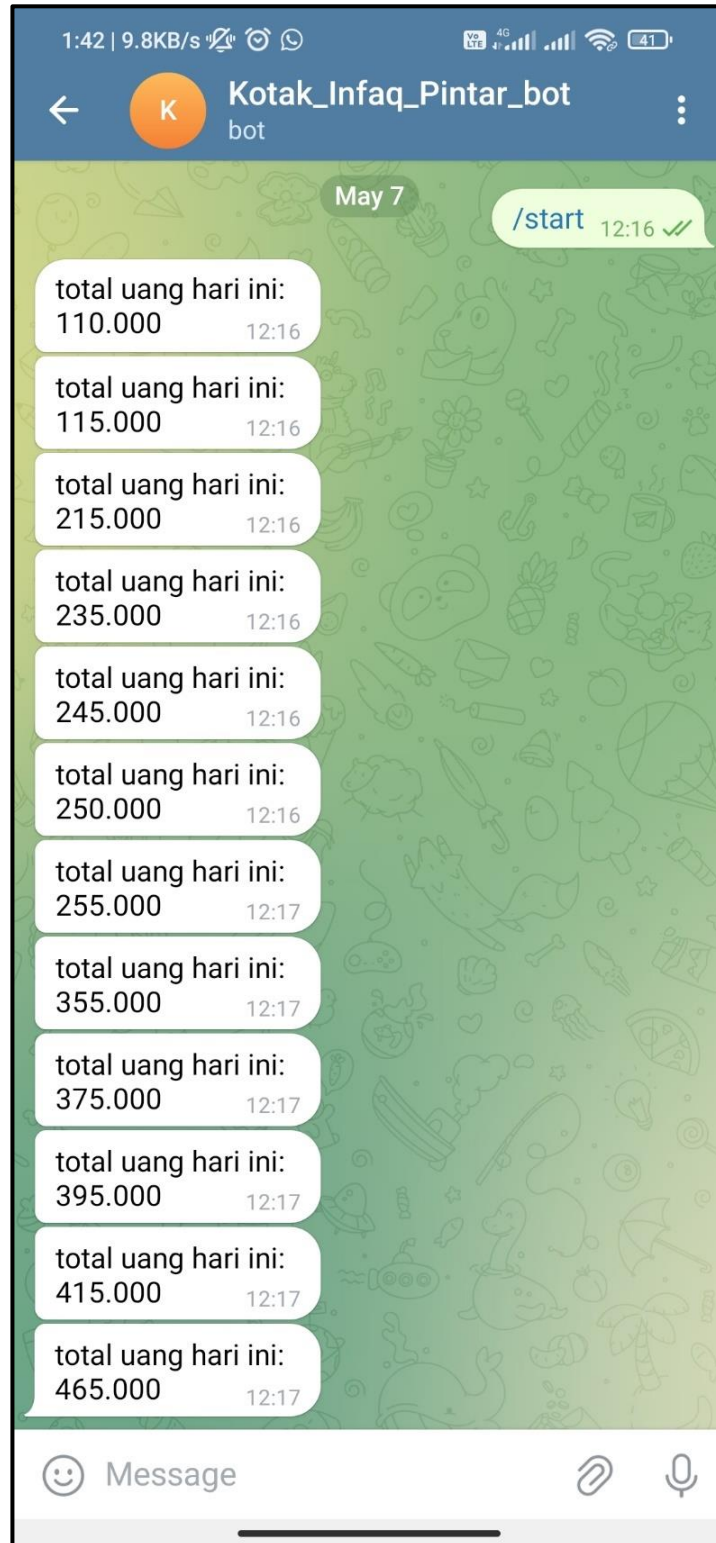 1:42 | 9.8KB/s
Vo LTE 4G 41
K
Kotak_Infaq_Pintar_bot
bot
May 7
/start 12:16
total uang hari ini:
110.000 12:16
total uang hari ini:
115.000 12:16
total uang hari ini:
215.000 12:16
total uang hari ini:
235.000 12:16
total uang hari ini:
245.000 12:16
total uang hari ini:
250.000 12:16
total uang hari ini:
255.000 12:17
total uang hari ini:
355.000 12:17
total uang hari ini:
375.000 12:17
total uang hari ini:
395.000 12:17
total uang hari ini:
415.000 12:17
total uang hari ini:
465.000 12:17
Message